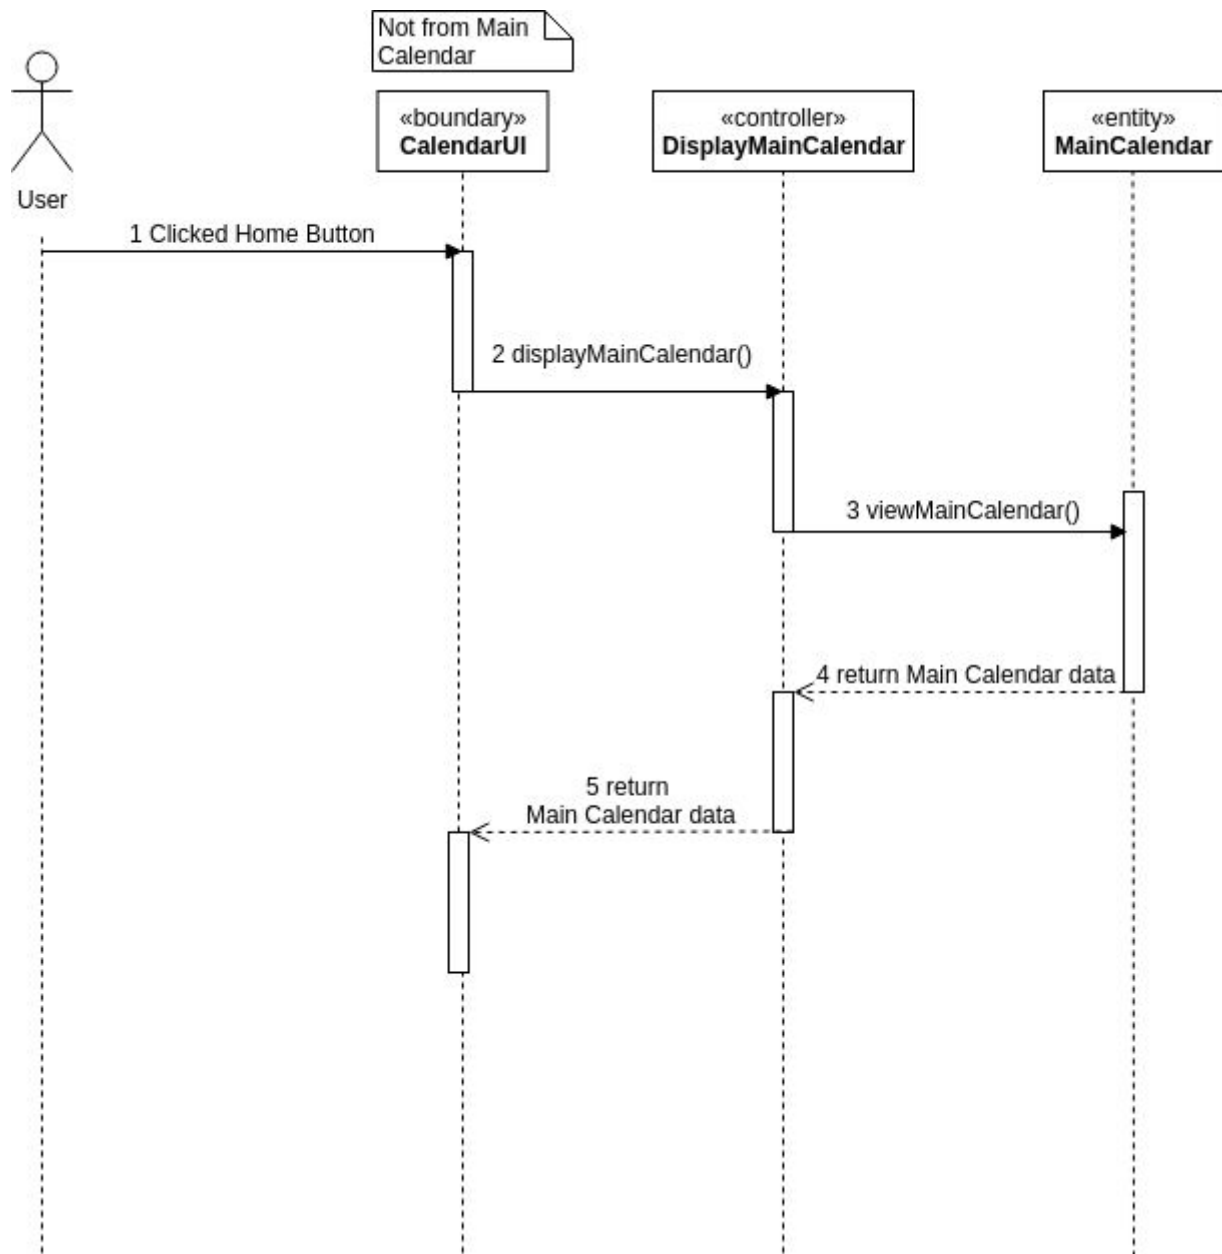 Not from Main
Calendar
User
«boundary»
CalendarUI
«controller»
DisplayMainCalendar
«entity»
MainCalendar
1 Clicked Home Button
2 displayMainCalendar()
3 viewMainCalendar()
4 return Main Calendar data
5 return
Main Calendar data